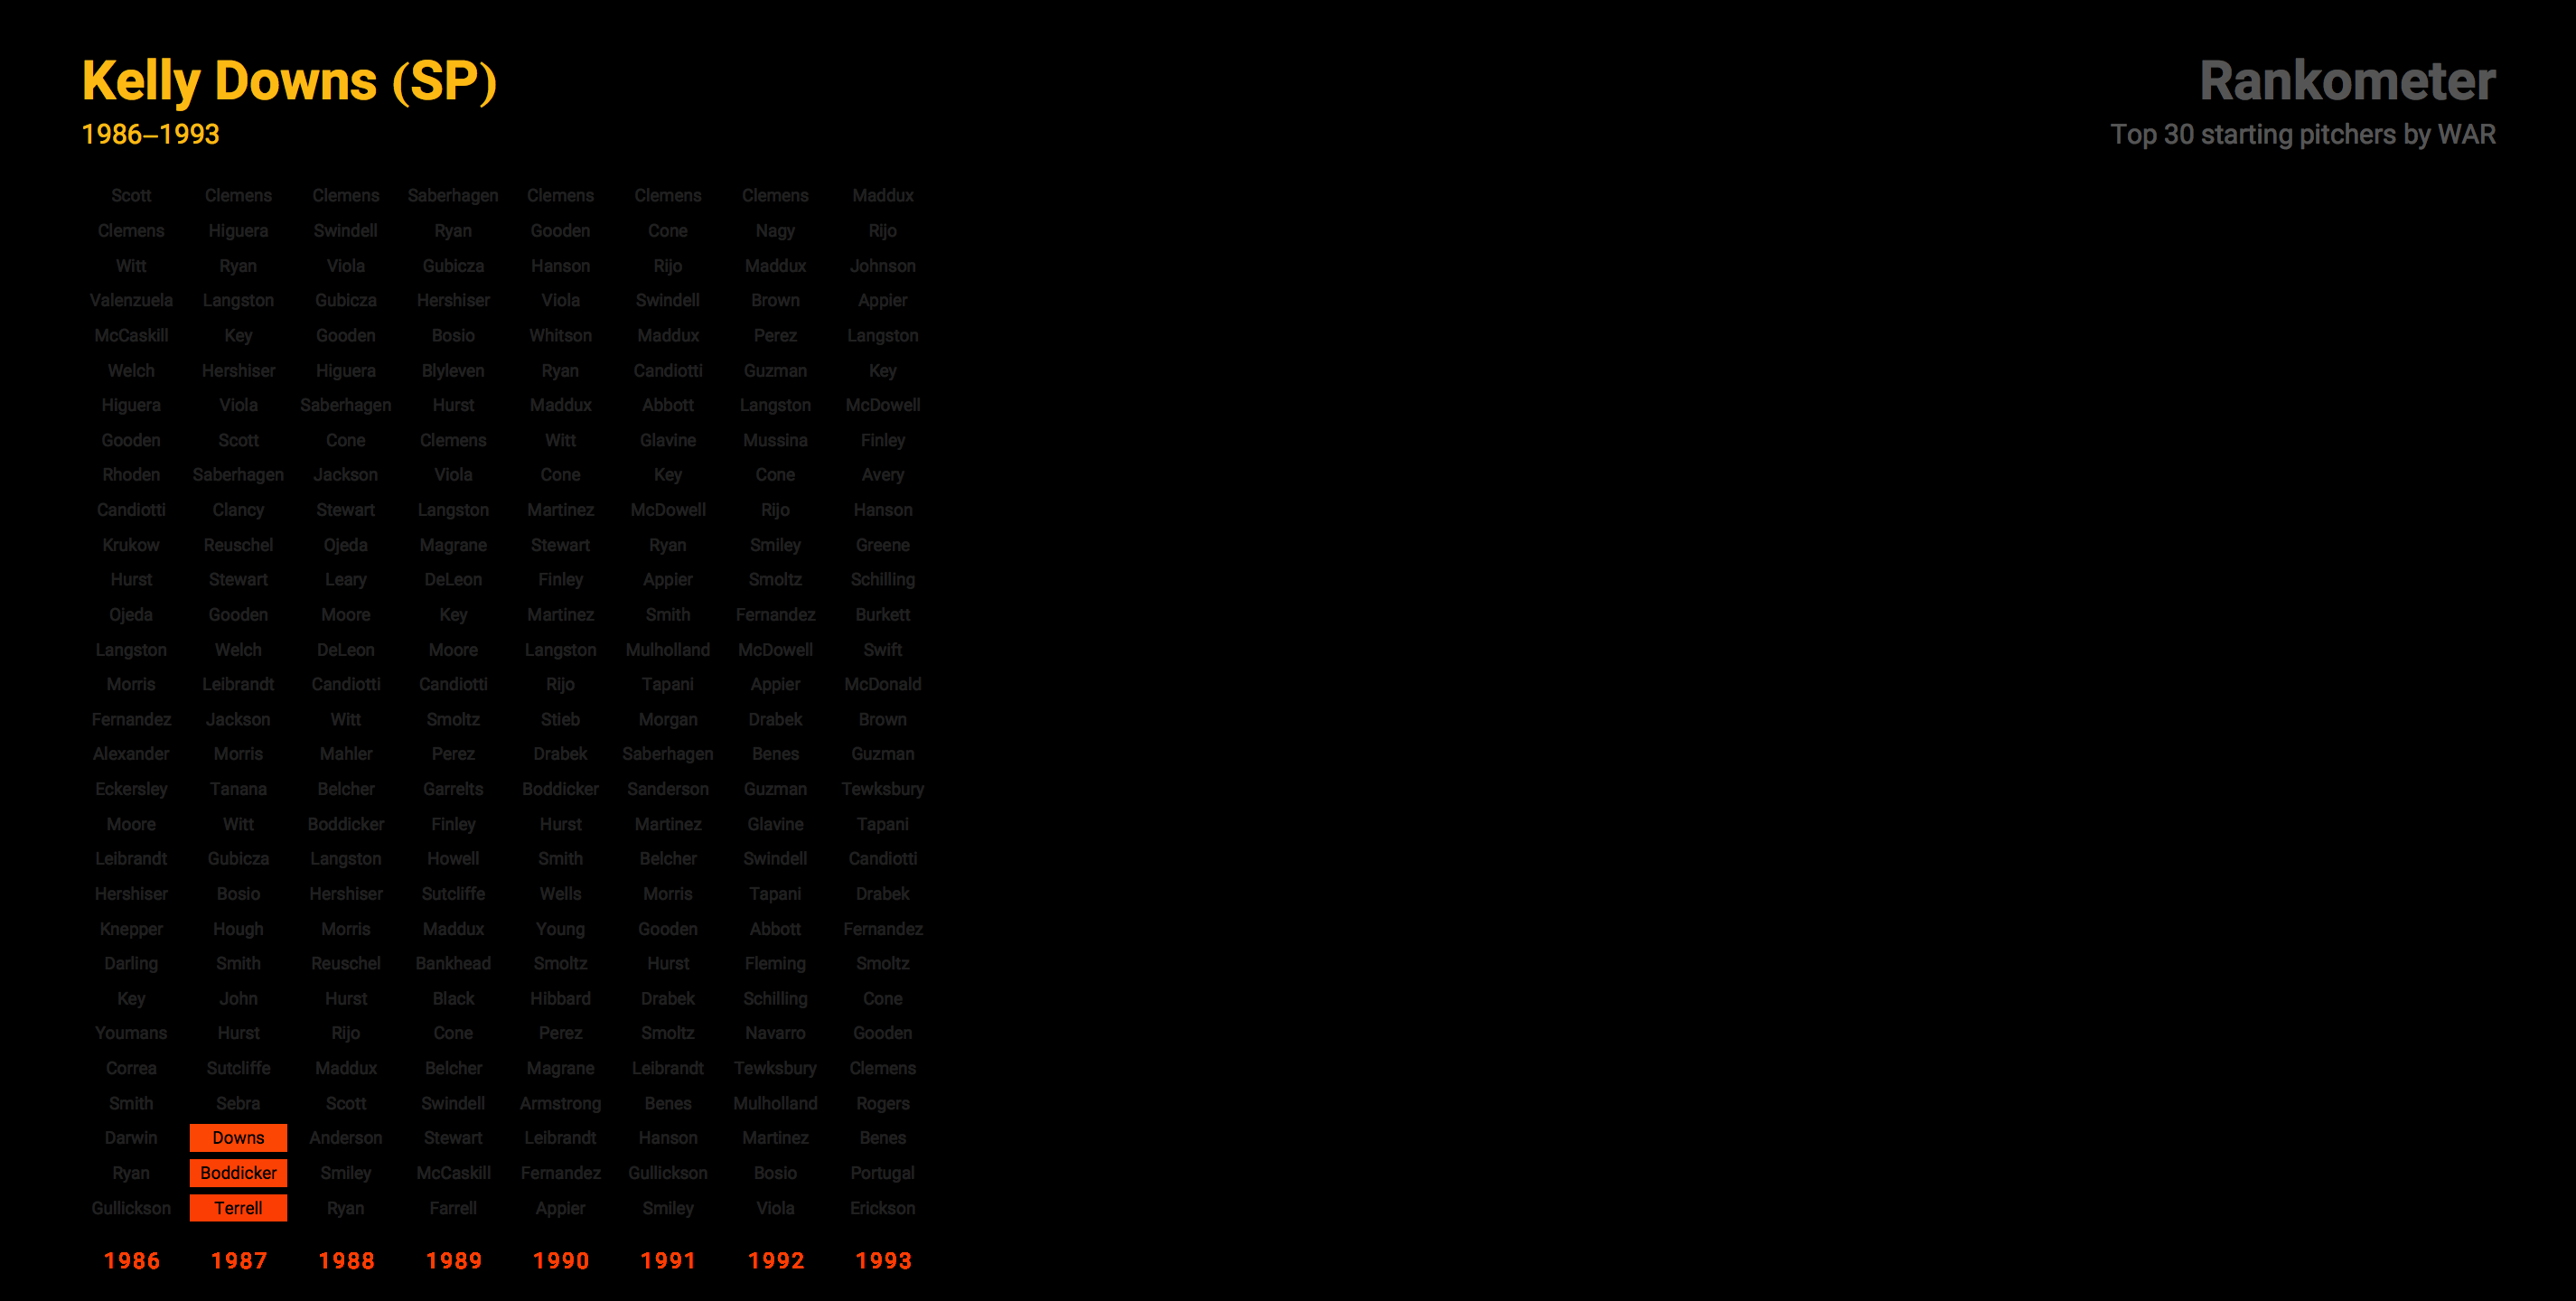 Kelly Downs (SP)
1986–1993
Rankometer
Top 30 starting pitchers by WAR
Scott Clemens Clemens Saberhagen Clemens Clemens Clemens Maddux
Clemens Higuera Swindell Ryan Gooden Cone Nagy Rijo
Witt Ryan Viola Gubicza Hanson Rijo Maddux Johnson
Valenzuela Langston Gubicza Hershiser Viola Swindell Brown Appier
McCaskill Key Gooden Bosio Whitson Maddux Perez Langston
Welch Hershiser Higuera Blyleven Ryan Candiotti Guzman Key
Higuera Viola Saberhagen Hurst Maddux Abbott Langston McDowell
Gooden Scott Cone Clemens Witt Glavine Mussina Finley
Rhoden Saberhagen Jackson Viola Cone Key Cone Avery
Candiotti Clancy Stewart Langston Martinez McDowell Rijo Hanson
Krukow Reuschel Ojeda Magrane Stewart Ryan Smiley Greene
Hurst Stewart Leary DeLeon Finley Appier Smoltz Schilling
Ojeda Gooden Moore Key Martinez Smith Fernandez Burkett
Langston Welch DeLeon Moore Langston Mulholland McDowell Swift
Morris Leibrandt Candiotti Candiotti Rijo Tapani Appier McDonald
Fernandez Jackson Witt Smoltz Stieb Morgan Drabek Brown
Alexander Morris Mahler Perez Drabek Saberhagen Benes Guzman
Eckersley Tanana Belcher Garrelts Boddicker Sanderson Guzman Tewksbury
Moore Witt Boddicker Finley Hurst Martinez Glavine Tapani
Leibrandt Gubicza Langston Howell Smith Belcher Swindell Candiotti
Hershiser Bosio Hershiser Sutcliffe Wells Morris Tapani Drabek
Knepper Hough Morris Maddux Young Gooden Abbott Fernandez
Darling Smith Reuschel Bankhead Smoltz Hurst Fleming Smoltz
Key John Hurst Black Hibbard Drabek Schilling Cone
Youmans Hurst Rijo Cone Perez Smoltz Navarro Gooden
Correa Sutcliffe Maddux Belcher Magrane Leibrandt Tewksbury Clemens
Smith Sebra Scott Swindell Armstrong Benes Mulholland Rogers
Darwin Downs Anderson Stewart Leibrandt Hanson Martinez Benes
Ryan Boddicker Smiley McCaskill Fernandez Gullickson Bosio Portugal
Gullickson Terrell Ryan Farrell Appier Smiley Viola Erickson
1986 1987 1988 1989 1990 1991 1992 1993